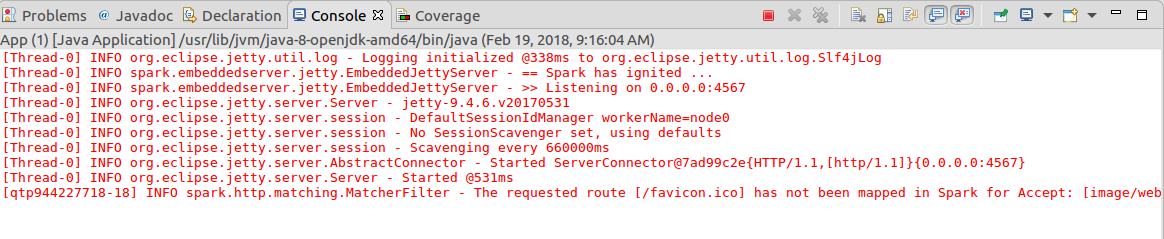 Problems @ Javadoc Declaration Console Coverage
App (1) [Java Application] /usr/lib/jvm/java-8-openjdk-amd64/bin/java (Feb 19, 2018, 9:16:04 AM)
[Thread-0] INFO org.eclipse.jetty.util.log - Logging initialized @338ms to org.eclipse.jetty.util.log.Slf4jLog
[Thread-0] INFO spark.embeddedserver.jetty.EmbeddedJettyServer - == Spark has ignited ...
[Thread-0] INFO spark.embeddedserver.jetty.EmbeddedJettyServer - >> Listening on 0.0.0.0:4567
[Thread-0] INFO org.eclipse.jetty.server.Server - jetty-9.4.6.v20170531
[Thread-0] INFO org.eclipse.jetty.server.session - DefaultSessionIdManager workerName=node0
[Thread-0] INFO org.eclipse.jetty.server.session - No SessionScavenger set, using defaults
[Thread-0] INFO org.eclipse.jetty.server.session - Scavenging every 660000ms
[Thread-0] INFO org.eclipse.jetty.server.AbstractConnector - Started ServerConnector@7ad99c2e{HTTP/1.1,[http/1.1]}{0.0.0.0:4567}
[Thread-0] INFO org.eclipse.jetty.server.Server - Started @531ms
[qtp944227718-18] INFO spark.http.matching.MatcherFilter - The requested route [/favicon.ico] has not been mapped in Spark for Accept: [image/web